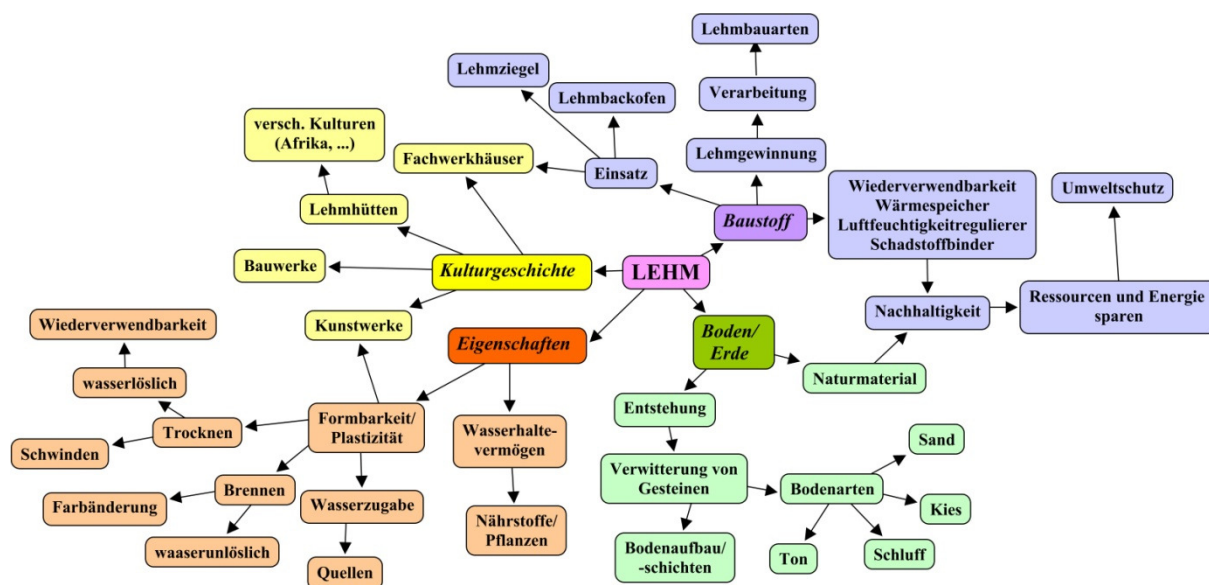 Lehmbauarten
Lehmziegel
Lehmbackofen
Verarbeitung
versch. Kulturen
(Afrika, ...)
Fachwerkhäuser
Einsatz
Lehmgewinnung
Wiederverwendbarkeit
Wärmespeicher
Luftfeuchtigkeitregulierer
Schadstoffbinder
Umweltschutz
Lehmhütten
Baustoff
Bauwerke
Kulturgeschichte
LEHM
Ressourcen und Energie
sparen
Nachhaltigkeit
Wiederverwendbarkeit
Kunstwerke
Eigenschaften
Boden/
Erde
Naturmaterial
wasserlöslich
Entstehung
Trocknen
Formbarkeit/
Plastizität
Wasserhalte-
vermögen
Sand
Schwinden
Verwitterung von
Gesteinen
Bodenarten
Brennen
Farbänderung
Wasserzugabe
Kies
Nährstoffe/
Pflanzen
waaserunlöslich
Bodenaufbau/
-schichten
Ton
Schluff
Quellen